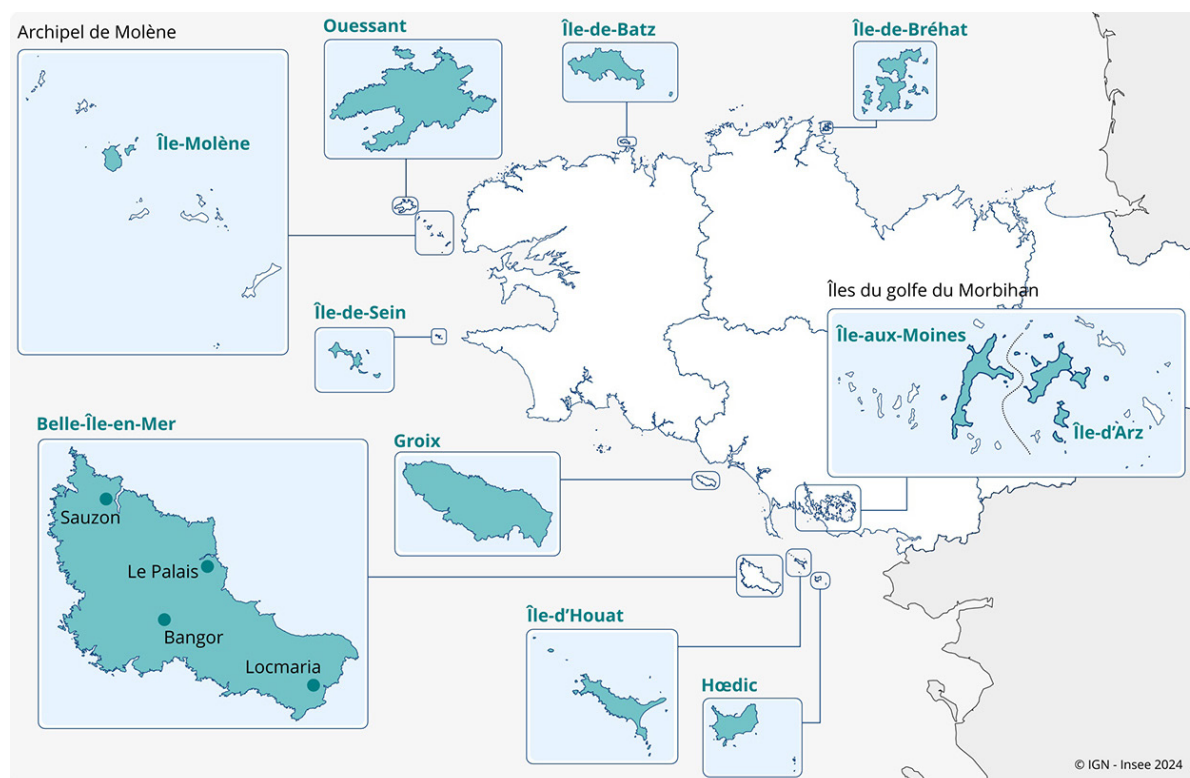 Archipel de Molène
Ouessant
Île-de-Batz
Île-de-Bréhat
Île-Molène
Île-de-Sein
Îles du golfe du Morbihan
Île-aux-Moines
Île-d'Arz
Belle-Île-en-Mer
Groix
Sauzon
Le Palais
Bangor
Locmaria
Île-d'Houat
Hœdic
© IGN - Insee 2024